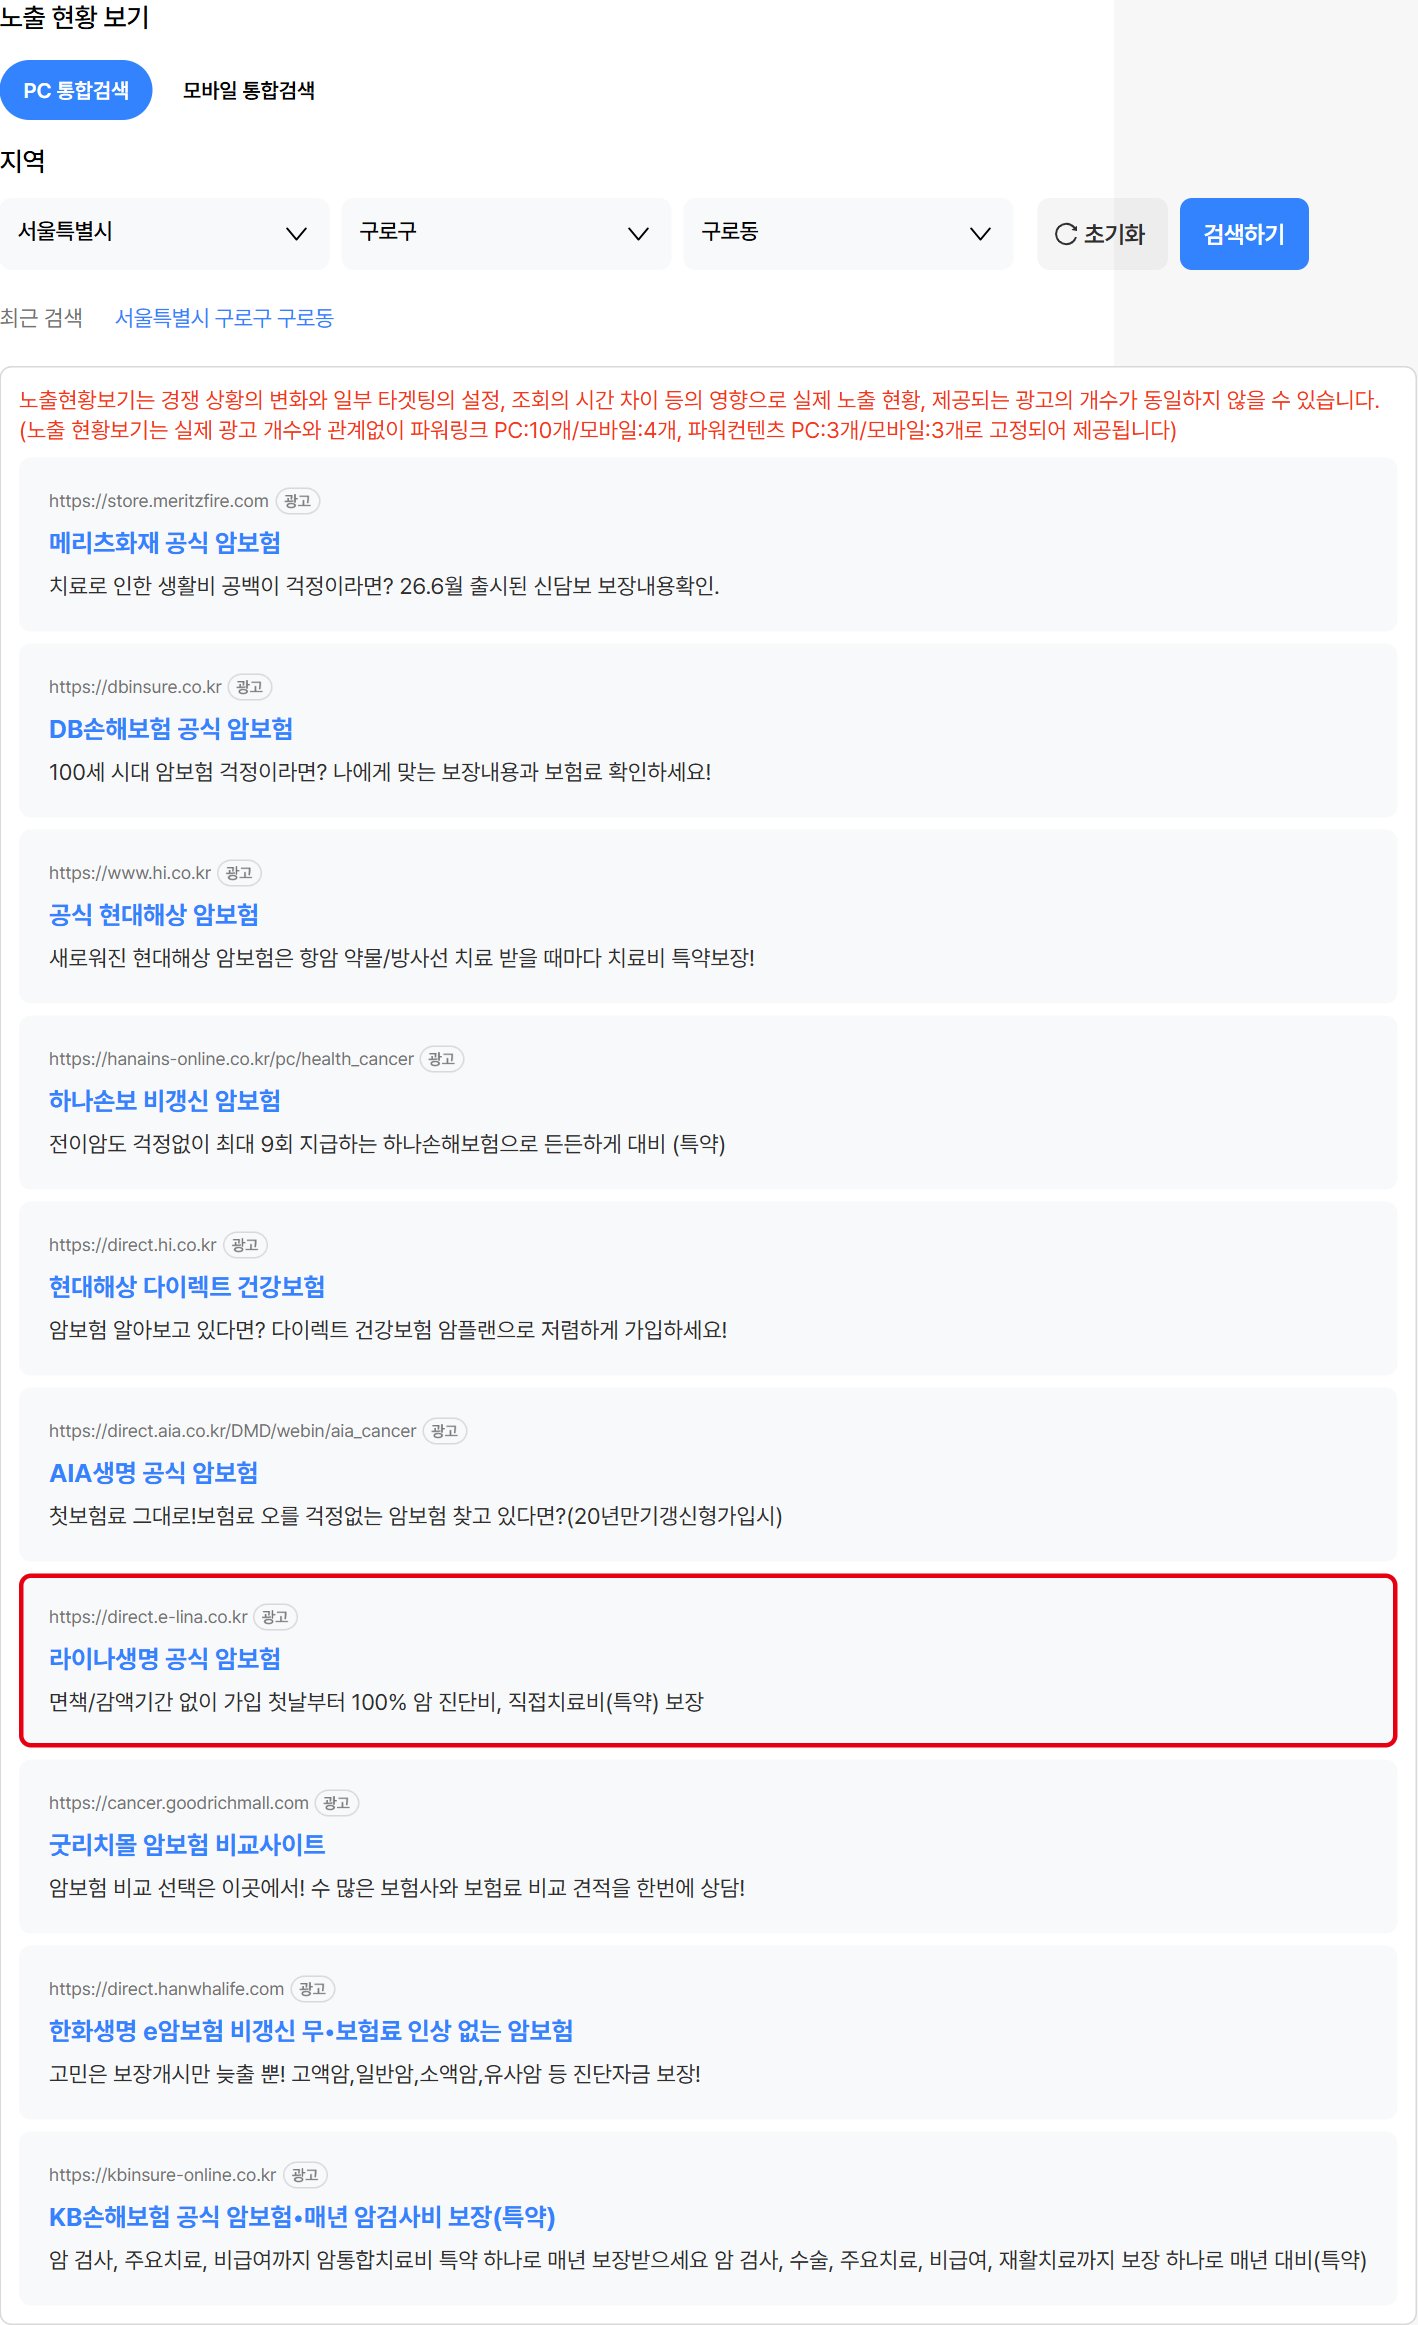 노출 현황 보기
PC 통합검색 모바일 통합검색
지역
서울특별시 구로구 구로동 초기화 검색하기
최근 검색 서울특별시 구로구 구로동
노출현황보기는 경쟁 상황의 변화와 일부 타겟팅의 설정, 조회의 시간 차이 등의 영향으로 실제 노출 현황, 제공되는 광고의 개수가 동일하지 않을 수 있습니다.
(노출 현황보기는 실제 광고 개수와 관계없이 파워링크 PC:10개/모바일:4개, 파워컨텐츠 PC:3개/모바일:3개로 고정되어 제공됩니다)
https://store.meritzfire.com 광고
메리츠화재 공식 암보험
치료로 인한 생활비 공백이 걱정이라면? 26.6월 출시된 신담보 보장내용확인.
https://dbinsure.co.kr 광고
DB손해보험 공식 암보험
100세 시대 암보험 걱정이라면? 나에게 맞는 보장내용과 보험료 확인하세요!
https://www.hi.co.kr 광고
공식 현대해상 암보험
새로워진 현대해상 암보험은 항암 약물/방사선 치료 받을 때마다 치료비 특약보장!
https://hanains-online.co.kr/pc/health_cancer 광고
하나손보 비갱신 암보험
전이암도 걱정없이 최대 9회 지급하는 하나손해보험으로 든든하게 대비 (특약)
https://direct.hi.co.kr 광고
현대해상 다이렉트 건강보험
암보험 알아보고 있다면? 다이렉트 건강보험 암플랜으로 저렴하게 가입하세요!
https://direct.aia.co.kr/DMD/webin/aia_cancer 광고
AIA생명 공식 암보험
첫보험료 그대로!보험료 오를 걱정없는 암보험 찾고 있다면?(20년만기갱신형가입시)
https://direct.e-lina.co.kr 광고
라이나생명 공식 암보험
면책/감액기간 없이 가입 첫날부터 100% 암 진단비, 직접치료비(특약) 보장
https://cancer.goodrichmall.com 광고
굿리치몰 암보험 비교사이트
암보험 비교 선택은 이곳에서! 수 많은 보험사와 보험료 비교 견적을 한번에 상담!
https://direct.hanwhalife.com 광고
한화생명 e암보험 비갱신 무•보험료 인상 없는 암보험
고민은 보장개시만 늦출 뿐! 고액암,일반암,소액암,유사암 등 진단자금 보장!
https://kbinsure-online.co.kr 광고
KB손해보험 공식 암보험•매년 암검사비 보장(특약)
암 검사, 주요치료, 비급여까지 암통합치료비 특약 하나로 매년 보장받으세요 암 검사, 수술, 주요치료, 비급여, 재활치료까지 보장 하나로 매년 대비(특약)